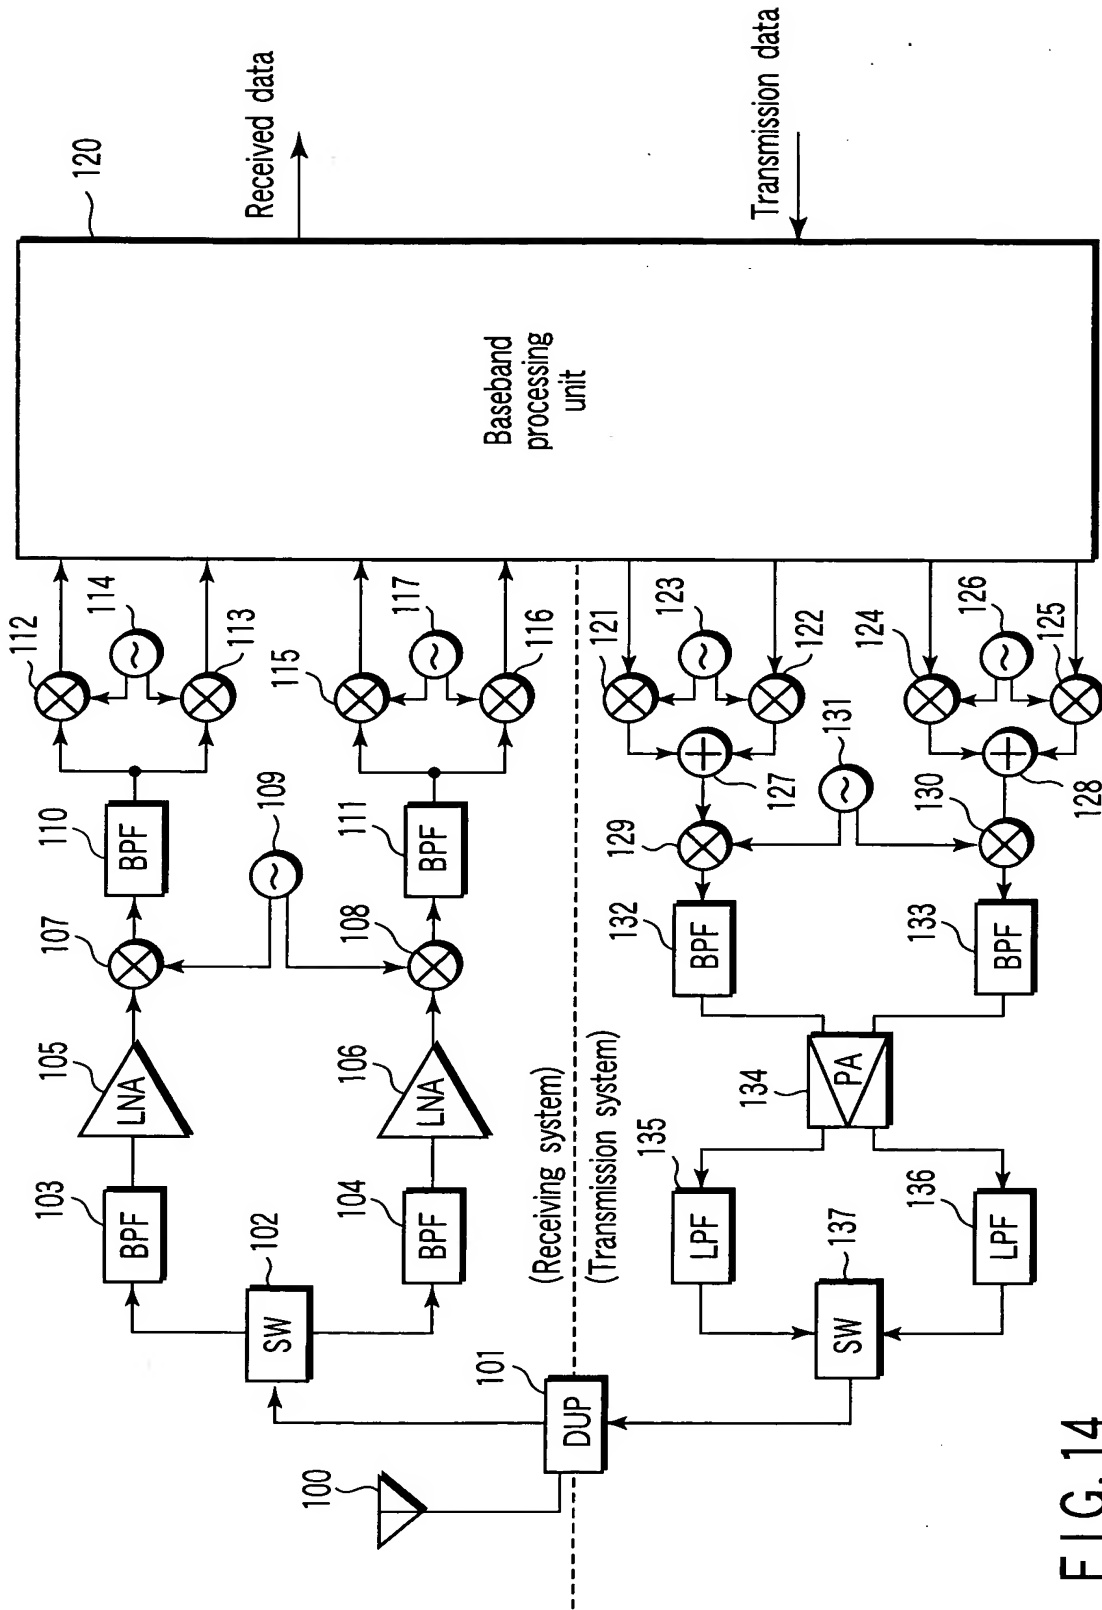 100
DUP
101
SW
102
BPF
103
BPF
104
LNA
105
LNA
106
107
108
109
BPF
110
BPF
111
112
114
113
115
117
116
Baseband
processing
unit
120
Received data
Transmission data
(Receiving system)
(Transmission system)
121
123
122
124
126
125
127
128
129
131
130
BPF
132
BPF
133
PA
134
LPF
135
LPF
136
SW
137
FIG. 14